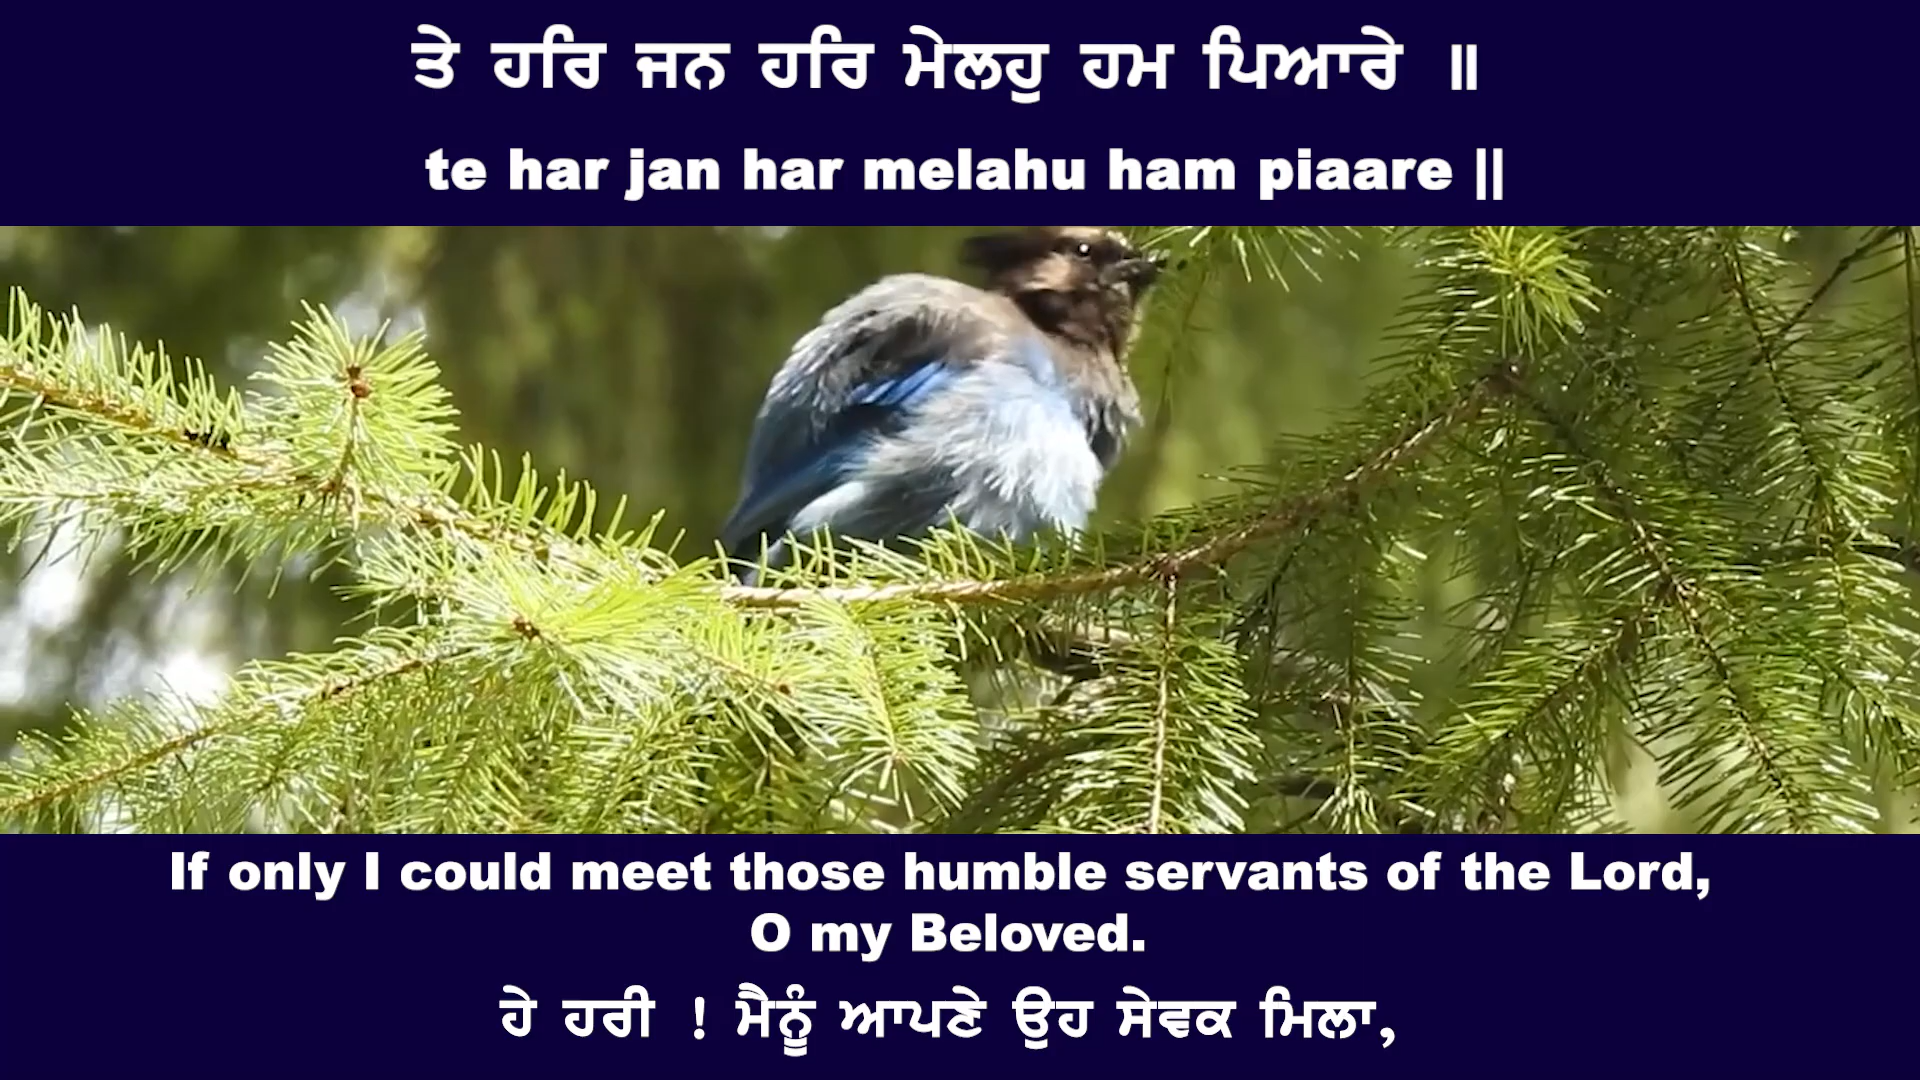 ਤੇ ਹਰਿ ਜਨ ਹਰਿ ਮੇਲਹੁ ਹਮ ਪਿਆਰੇ ॥
te har jan har melahu ham piaare ||
If only I could meet those humble servants of the Lord,
O my Beloved.
ਹੇ ਹਰੀ ! ਮੈਨੂੰ ਆਪਣੇ ਉਹ ਸੇਵਕ ਮਿਲਾ,